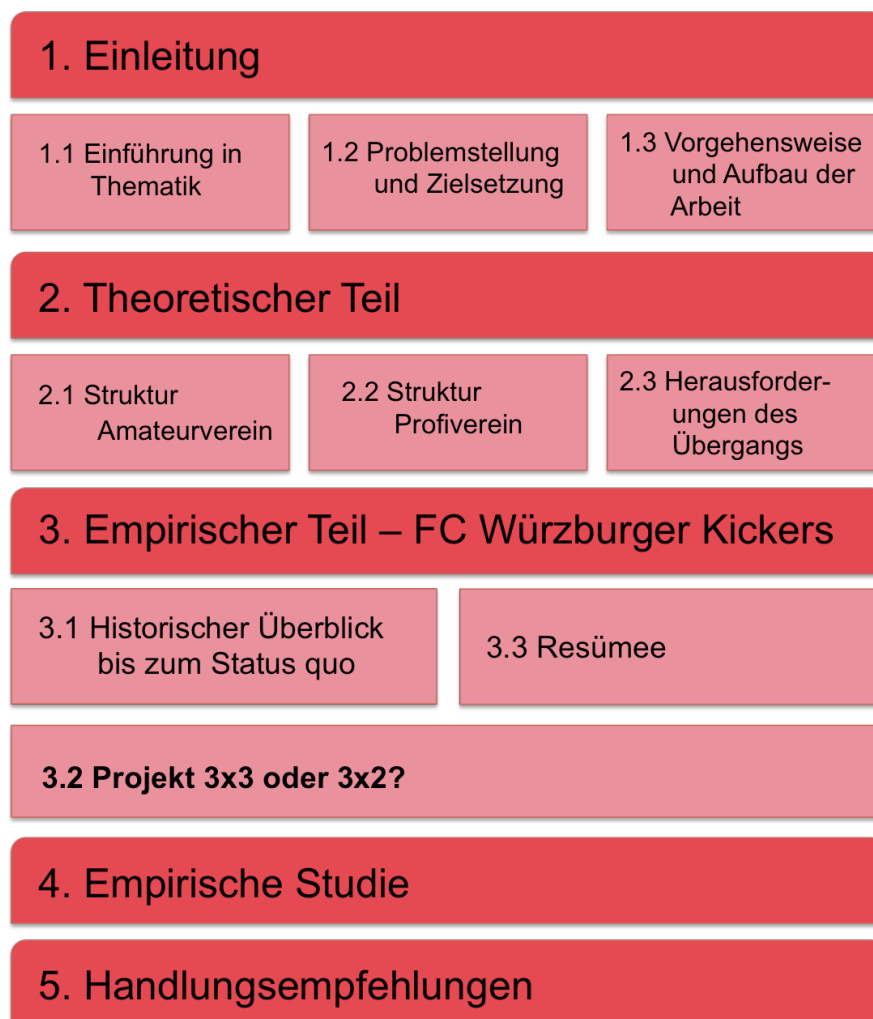 1. Einleitung
1.1 Einführung in
Thematik
1.2 Problemstellung
und Zielsetzung
1.3 Vorgehensweise
und Aufbau der
Arbeit
2. Theoretischer Teil
2.1 Struktur
Amateurverein
2.2 Struktur
Profiverein
2.3 Herausforder-
ungen des
Übergangs
3. Empirischer Teil – FC Würzburger Kickers
3.1 Historischer Überblick
bis zum Status quo
3.3 Resümee
3.2 Projekt 3x3 oder 3x2?
4. Empirische Studie
5. Handlungsempfehlungen